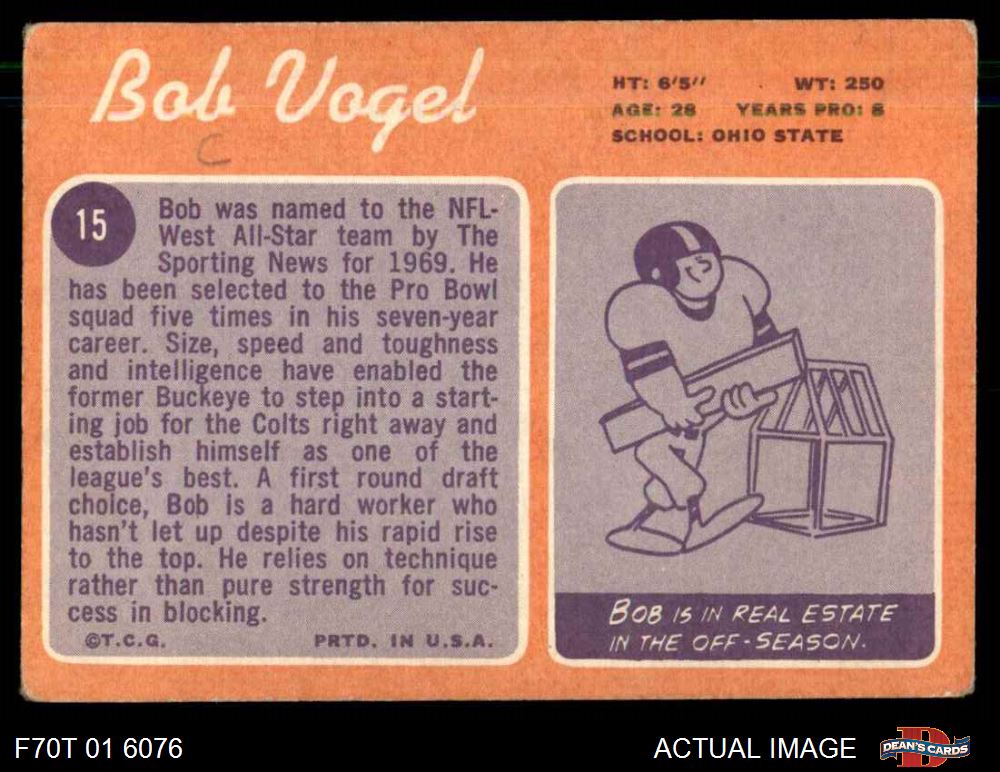 Bob Vogel
C
HT: 6'5" WT: 250
AGE: 28 YEARS PRO: 8
SCHOOL: OHIO STATE
15
Bob was named to the NFL-
West All-Star team by The
Sporting News for 1969. He
has been selected to the Pro Bowl
squad five times in his seven-year
career. Size, speed and toughness
and intelligence have enabled the
former Buckeye to step into a start-
ing job for the Colts right away and
establish himself as one of the
league's best. A first round draft
choice, Bob is a hard worker who
hasn't let up despite his rapid rise
to the top. He relies on technique
rather than pure strength for suc-
cess in blocking.
©T.C.G. PRTD. IN U.S.A.
BOB IS IN REAL ESTATE
IN THE OFF-SEASON.
F70T 01 6076
ACTUAL IMAGE
D
DEAN'S CARDS